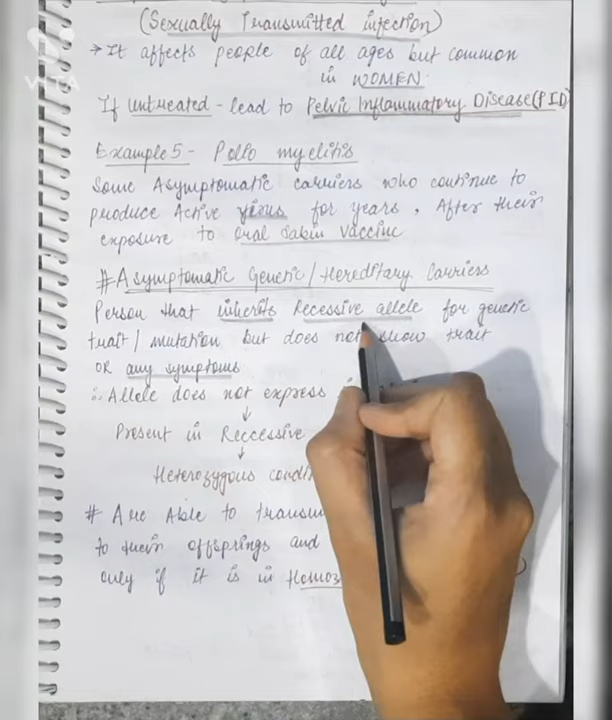 (Sexually Transmitted infection)
→ It affects people of all ages but common
in WOMEN.
If Untreated - lead to Pelvic Inflammatory Disease (PID)
Example 5 - Polio myelitis
Some Asymptomatic carriers who continue to
produce Active virus for years, After their
exposure to oral Sabin vaccine
# Asymptomatic Genetic / Hereditary Carriers
Person that inherits Recessive allele for genetic
trait / mutation but does not show trait
OR any symptoms
∴ Allele does not express
↓
Present in Reccessive
↓
Heterozygous
# Are Able to
to their offsprings and
only if it is in
VITA